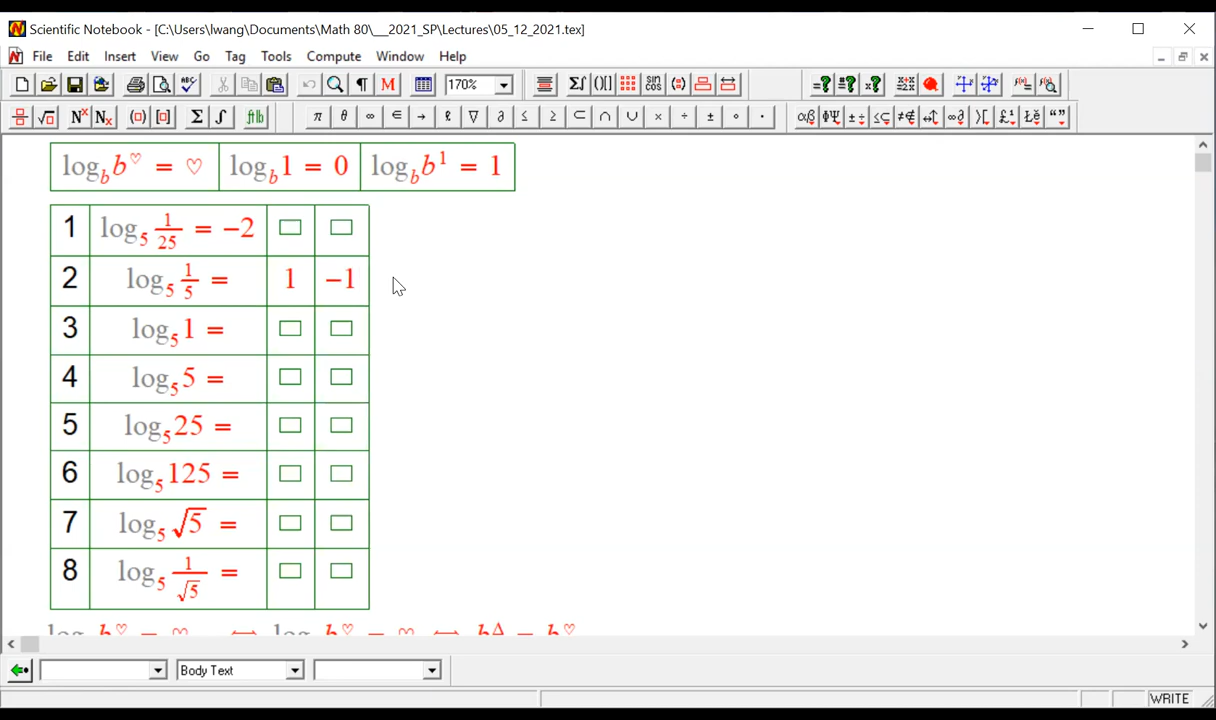 Scientific Notebook - [C:\Users\lwang\Documents\Math 80\__2021_SP\Lectures\05_12_2021.tex]
File Edit Insert View Go Tag Tools Compute Window Help
170%
log_b b^♡ = ♡ log_b 1 = 0 log_b b^1 = 1
1 log_5 1/25 = −2
2 log_5 1/5 = 1 −1
3 log_5 1 =
4 log_5 5 =
5 log_5 25 =
6 log_5 125 =
7 log_5 √5 =
8 log_5 1/√5 =
Body Text
WRITE